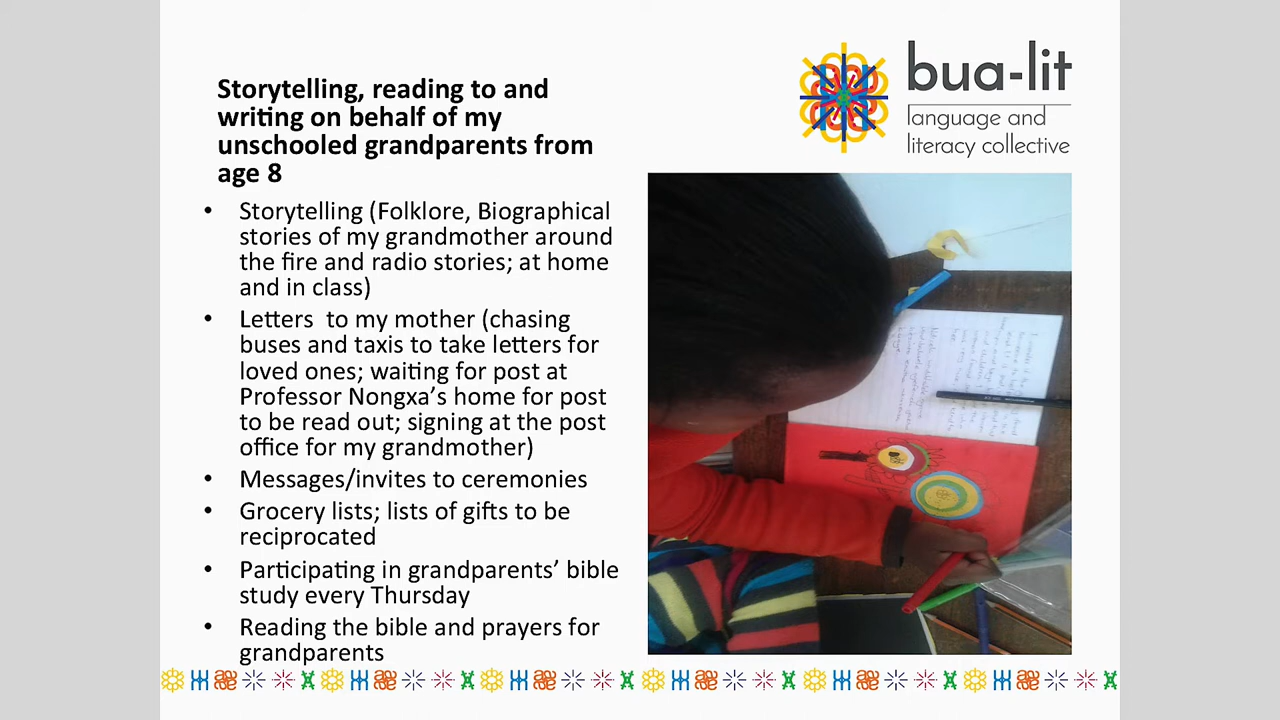 Storytelling, reading to and
writing on behalf of my
unschooled grandparents from
age 8
• Storytelling (Folklore, Biographical
stories of my grandmother around
the fire and radio stories; at home
and in class)
• Letters  to my mother (chasing
buses and taxis to take letters for
loved ones; waiting for post at
Professor Nongxa’s home for post
to be read out; signing at the post
office for my grandmother)
• Messages/invites to ceremonies
• Grocery lists; lists of gifts to be
reciprocated
• Participating in grandparents’ bible
study every Thursday
• Reading the bible and prayers for
grandparents
bua-lit
language and
literacy collective